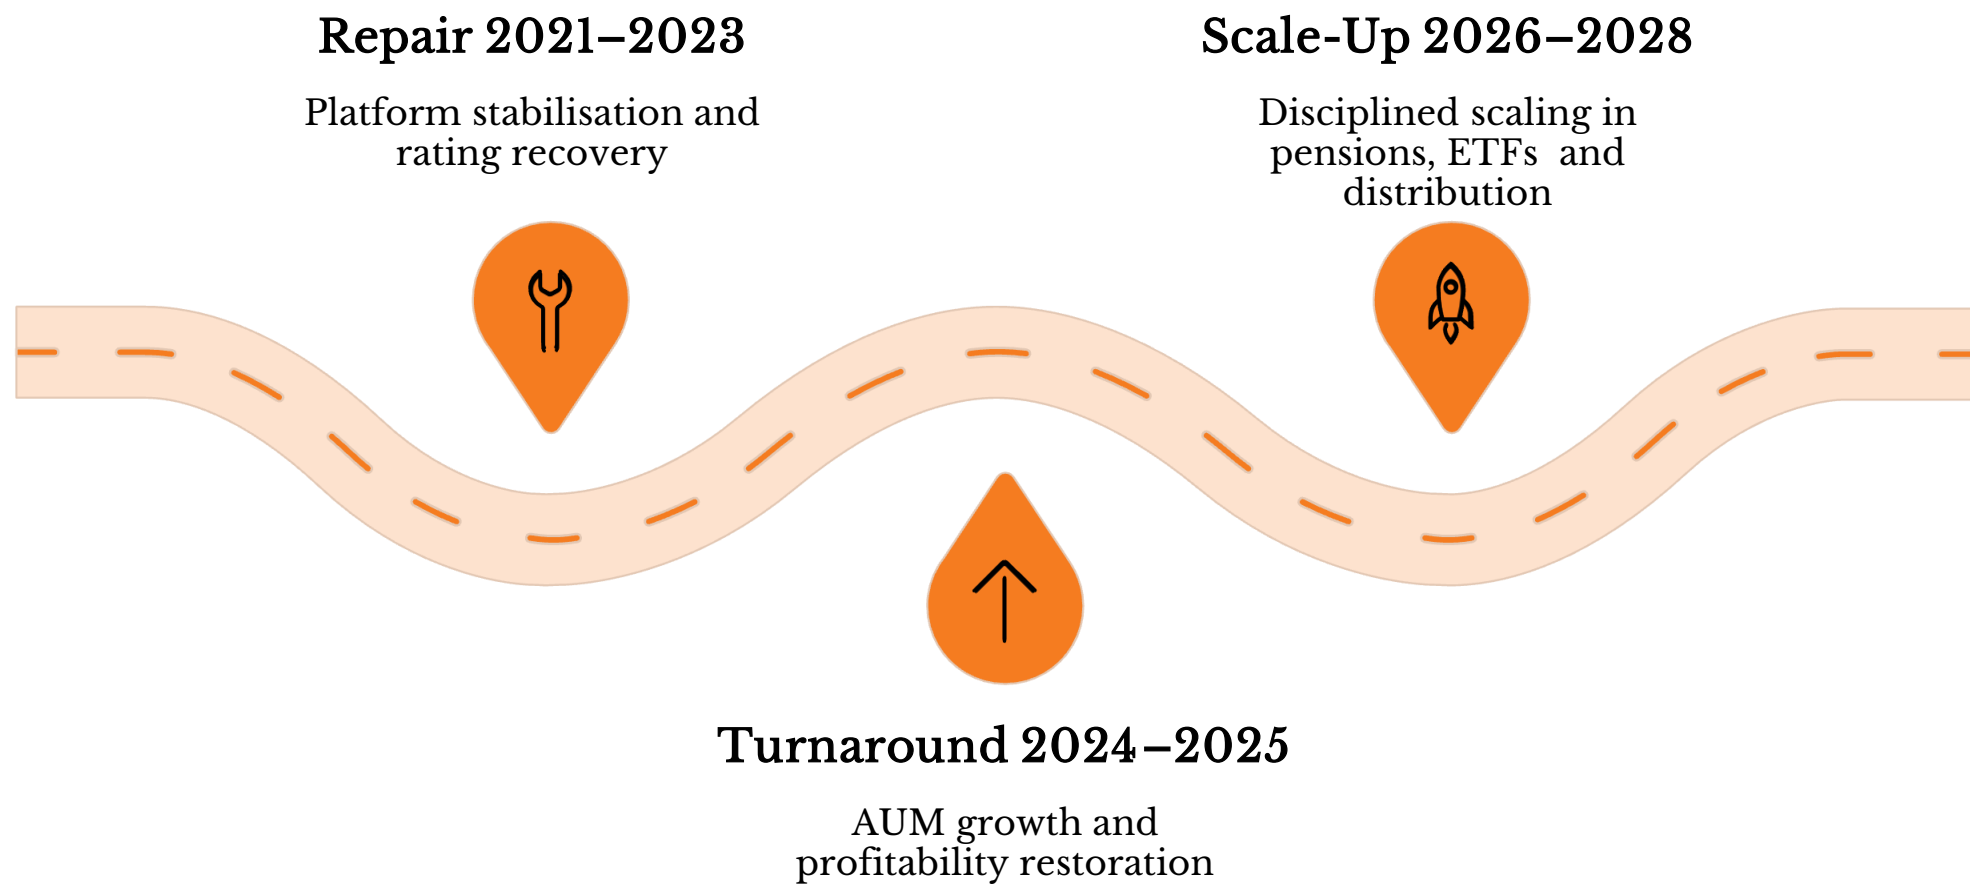 Repair 2021–2023
Platform stabilisation and
rating recovery
Scale-Up 2026–2028
Disciplined scaling in
pensions, ETFs  and
distribution
Turnaround 2024–2025
AUM growth and
profitability restoration